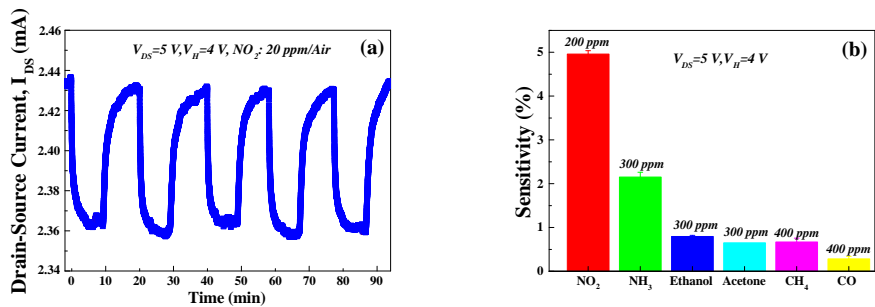 Drain-Source Current, I_DS (mA)
2.46
2.44
2.42
2.40
2.38
2.36
2.34
V_DS=5 V,V_H=4 V, NO_2: 20 ppm/Air
(a)
0 10 20 30 40 50 60 70 80 90
Time (min)
Sensitivity (%)
5
4
3
2
1
0
(b)
V_DS=5 V,V_H=4 V
200 ppm
300 ppm
300 ppm
300 ppm
400 ppm
400 ppm
NO_2 NH_3 Ethanol Acetone CH_4 CO